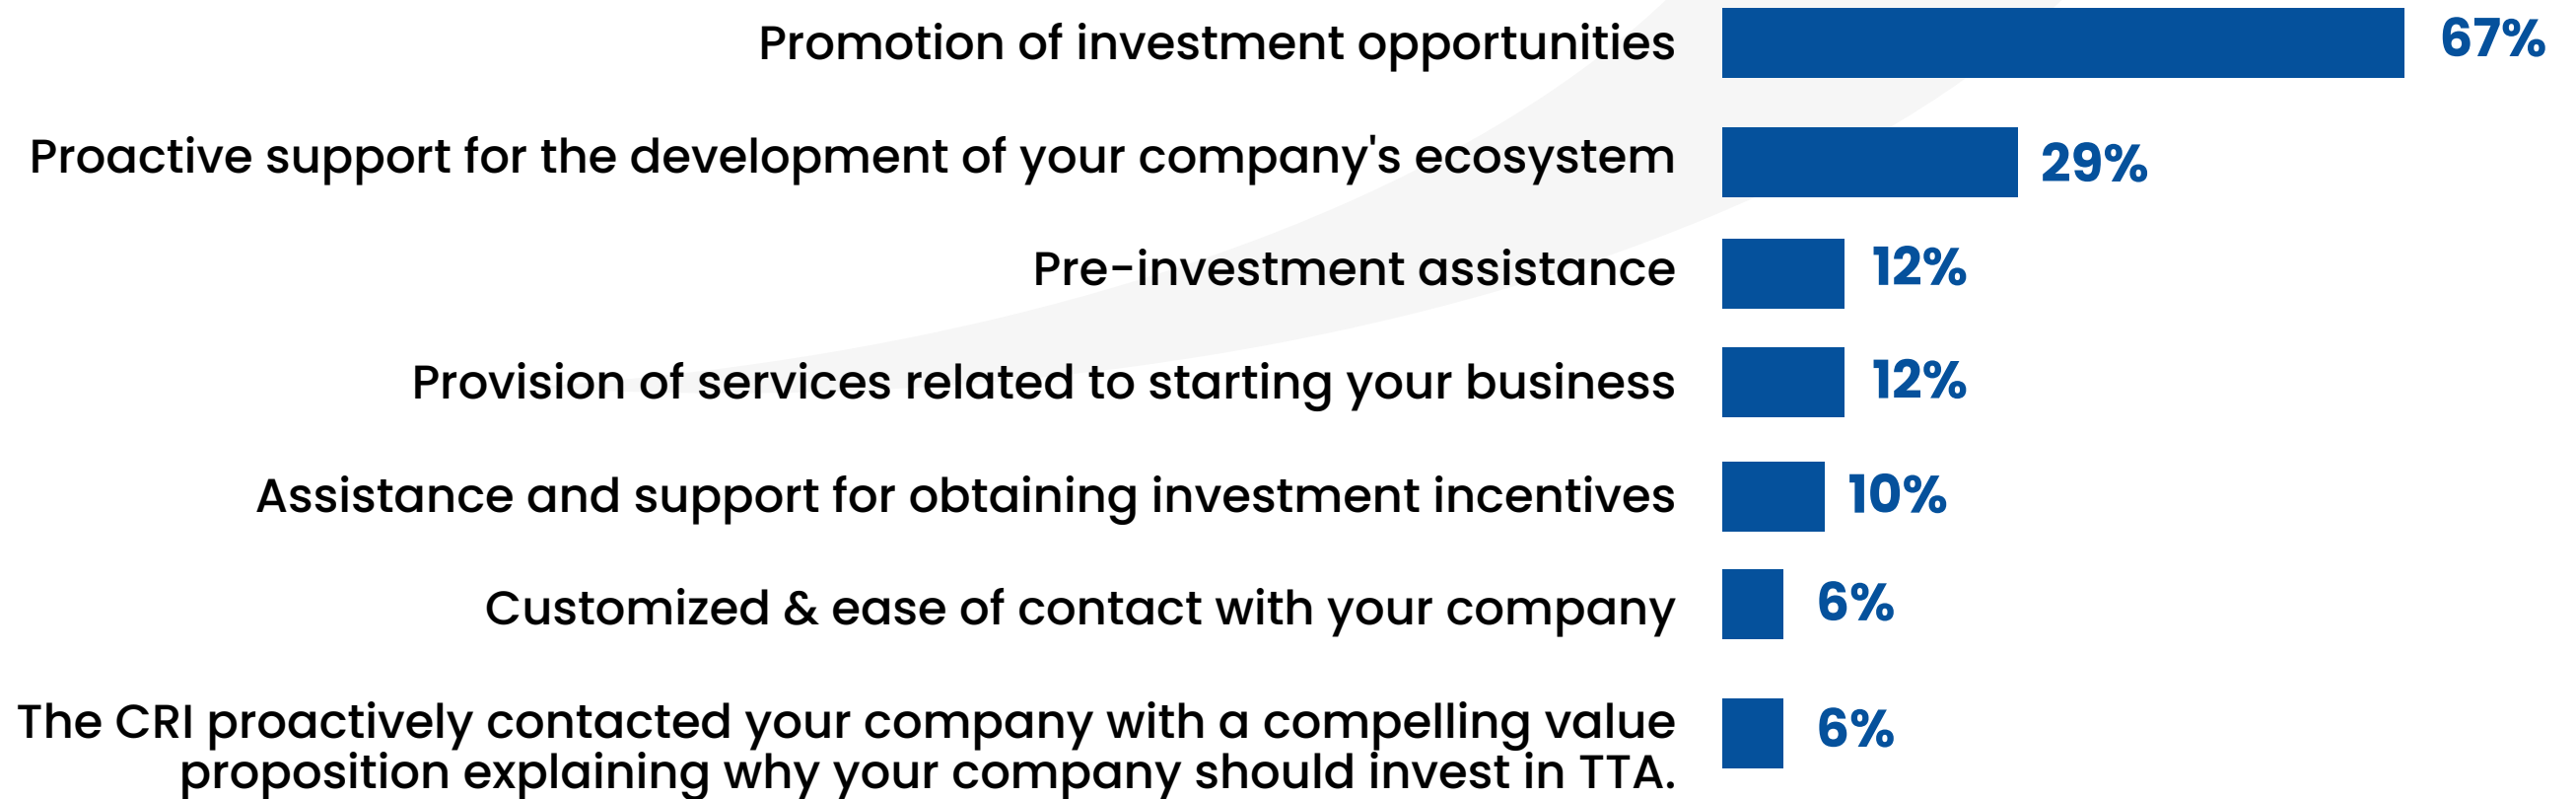 Promotion of investment opportunities 67%
Proactive support for the development of your company's ecosystem 29%
Pre-investment assistance 12%
Provision of services related to starting your business 12%
Assistance and support for obtaining investment incentives 10%
Customized & ease of contact with your company 6%
The CRI proactively contacted your company with a compelling value 6%
proposition explaining why your company should invest in TTA.